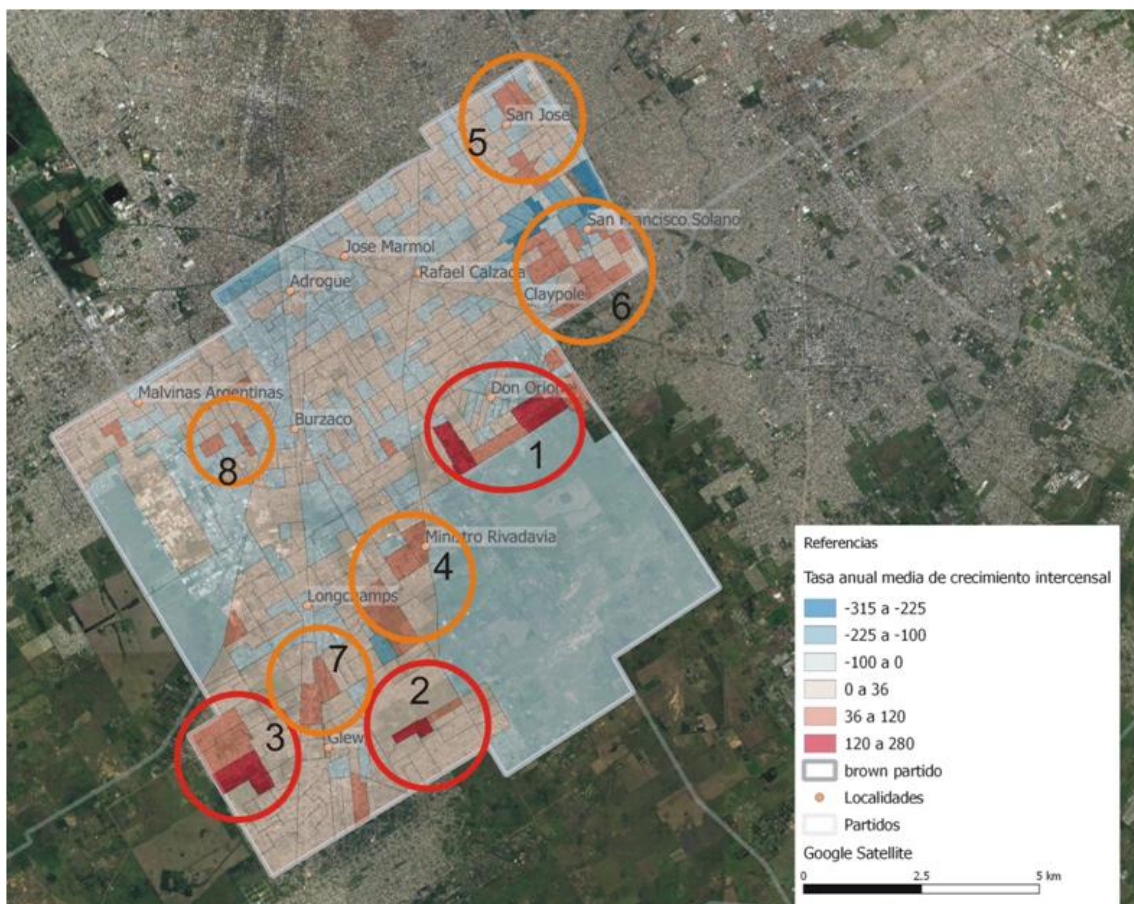 San Jose
5
San Francisco Solano
Jose Marmol
Rafael Calzada
Adrogue
Claypole
6
Don Orione
Malvinas Argentinas
Burzaco
1
8
Ministro Rivadavia
4
Longchamps
7
2
3
Glew
Referencias
Tasa anual media de crecimiento intercensal
-315 a -225
-225 a -100
-100 a 0
0 a 36
36 a 120
120 a 280
brown partido
Localidades
Partidos
Google Satellite
0 2.5 5 km